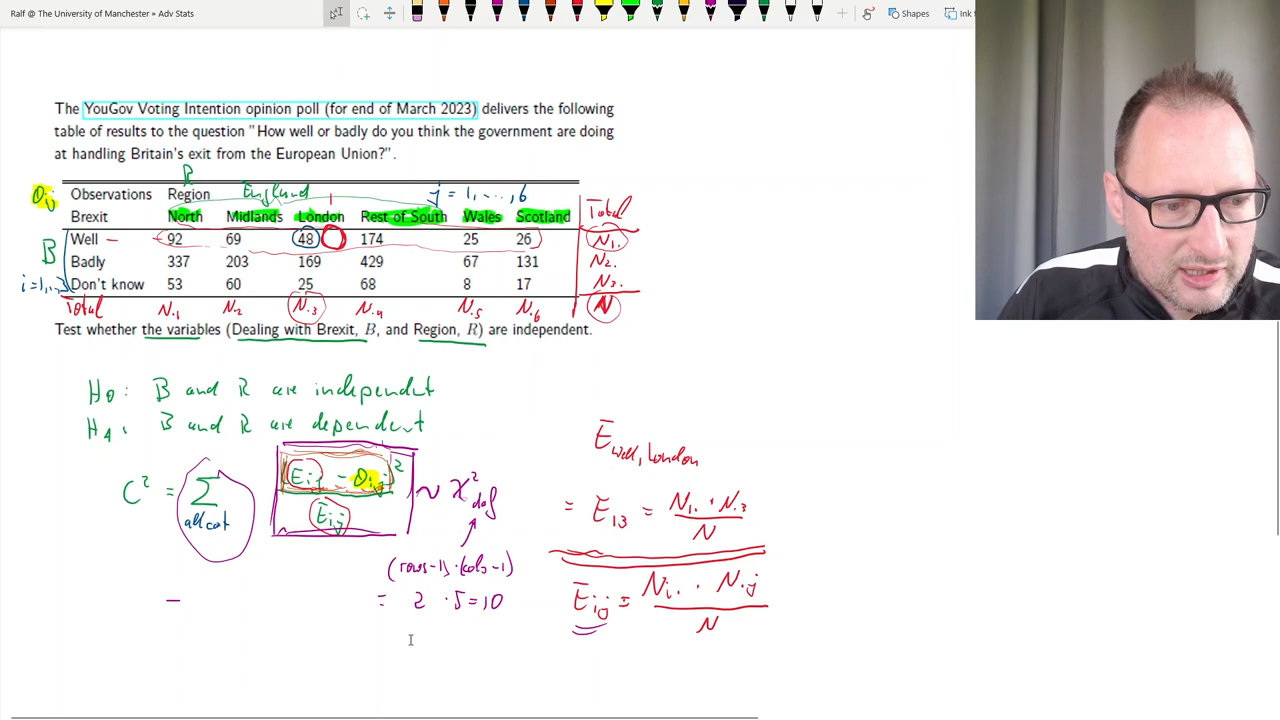 Ralf @ The University of Manchester » Adv Stats
Shapes
Ink t
The YouGov Voting Intention opinion poll (for end of March 2023) delivers the following
table of results to the question "How well or badly do you think the government are doing
at handling Britain's exit from the European Union?".
R
Oij Observations Region England j = 1,...,6 Total
Brexit North Midlands London Rest of South Wales Scotland
B Well 92 69 48 174 25 26 N1.
Badly 337 203 169 429 67 131 N2.
i=1,..,3 Don't know 53 60 25 68 8 17 N3.
Total N.1 N.2 N.3 N.4 N.5 N.6 N
Test whether the variables (Dealing with Brexit, B, and Region, R) are independent.
H0: B and R are independent
HA: B and R are dependent
C² = Σ all cat (Eij - Oij)² / Eij ~ χ² dof
(rows-1)·(cols-1)
= 2 · 5 = 10
E well, London
= E13 = N1. · N.3 / N
Eij = Ni. · N.j / N